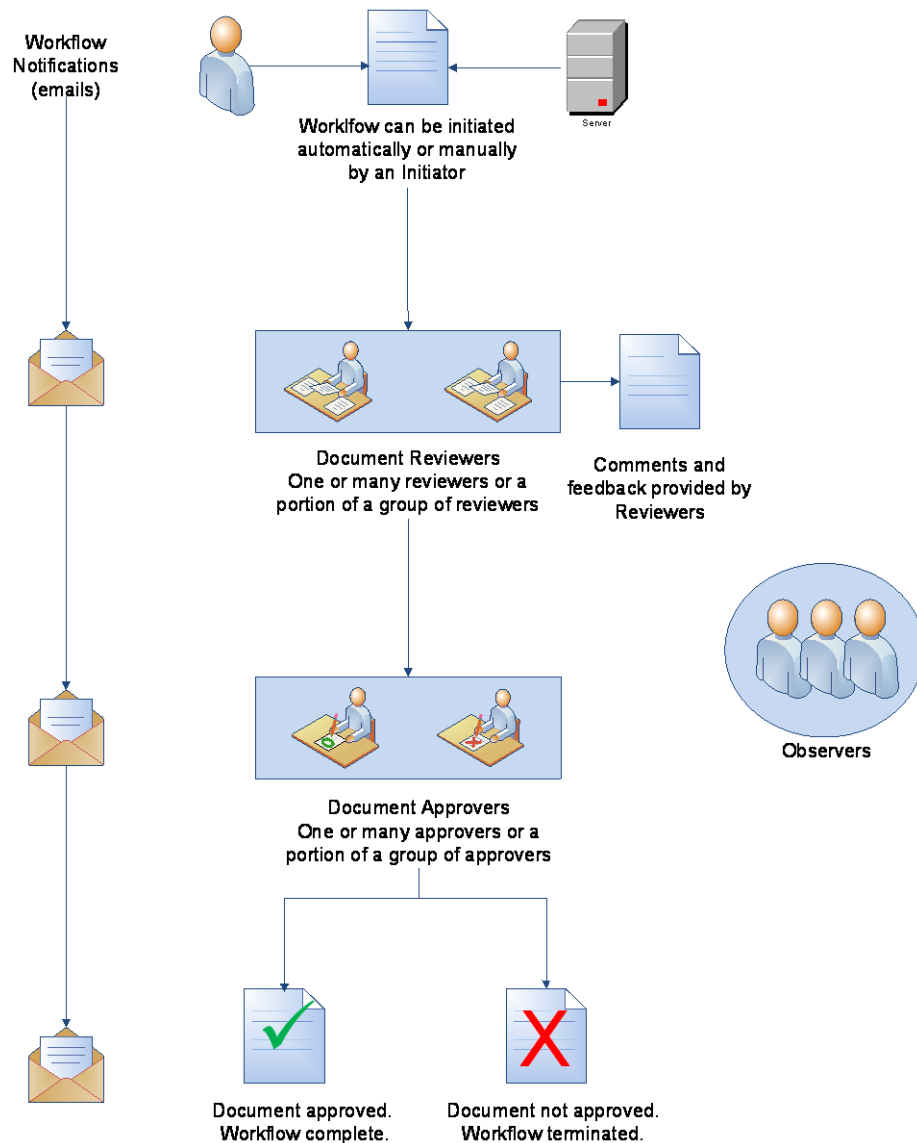 Workflow
Notifications
(emails)
Server
Worklfow can be initiated
automatically or manually
by an Initiator
Document Reviewers
One or many reviewers or a
portion of a group of reviewers
Comments and
feedback provided by
Reviewers
Observers
Document Approvers
One or many approvers or a
portion of a group of approvers
Document approved.
Workflow complete.
Document not approved.
Workflow terminated.